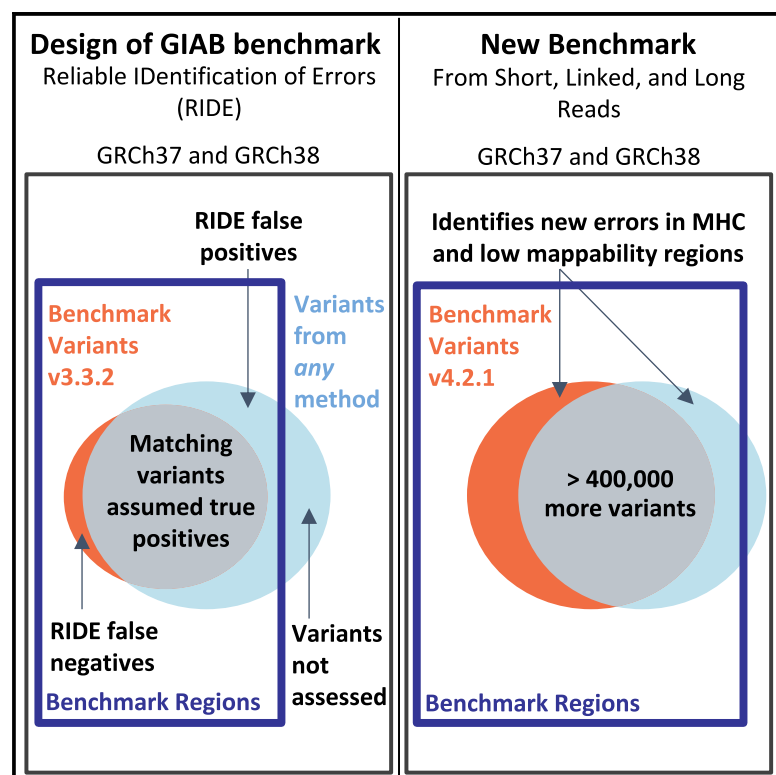 Design of GIAB benchmark
Reliable IDentification of Errors
(RIDE)
GRCh37 and GRCh38
RIDE false
positives
Benchmark
Variants
v3.3.2
Variants
from
any
method
Matching
variants
assumed true
positives
RIDE false
negatives
Variants
not
assessed
Benchmark Regions
New Benchmark
From Short, Linked, and Long
Reads
GRCh37 and GRCh38
Identifies new errors in MHC
and low mappability regions
Benchmark
Variants
v4.2.1
> 400,000
more variants
Benchmark Regions